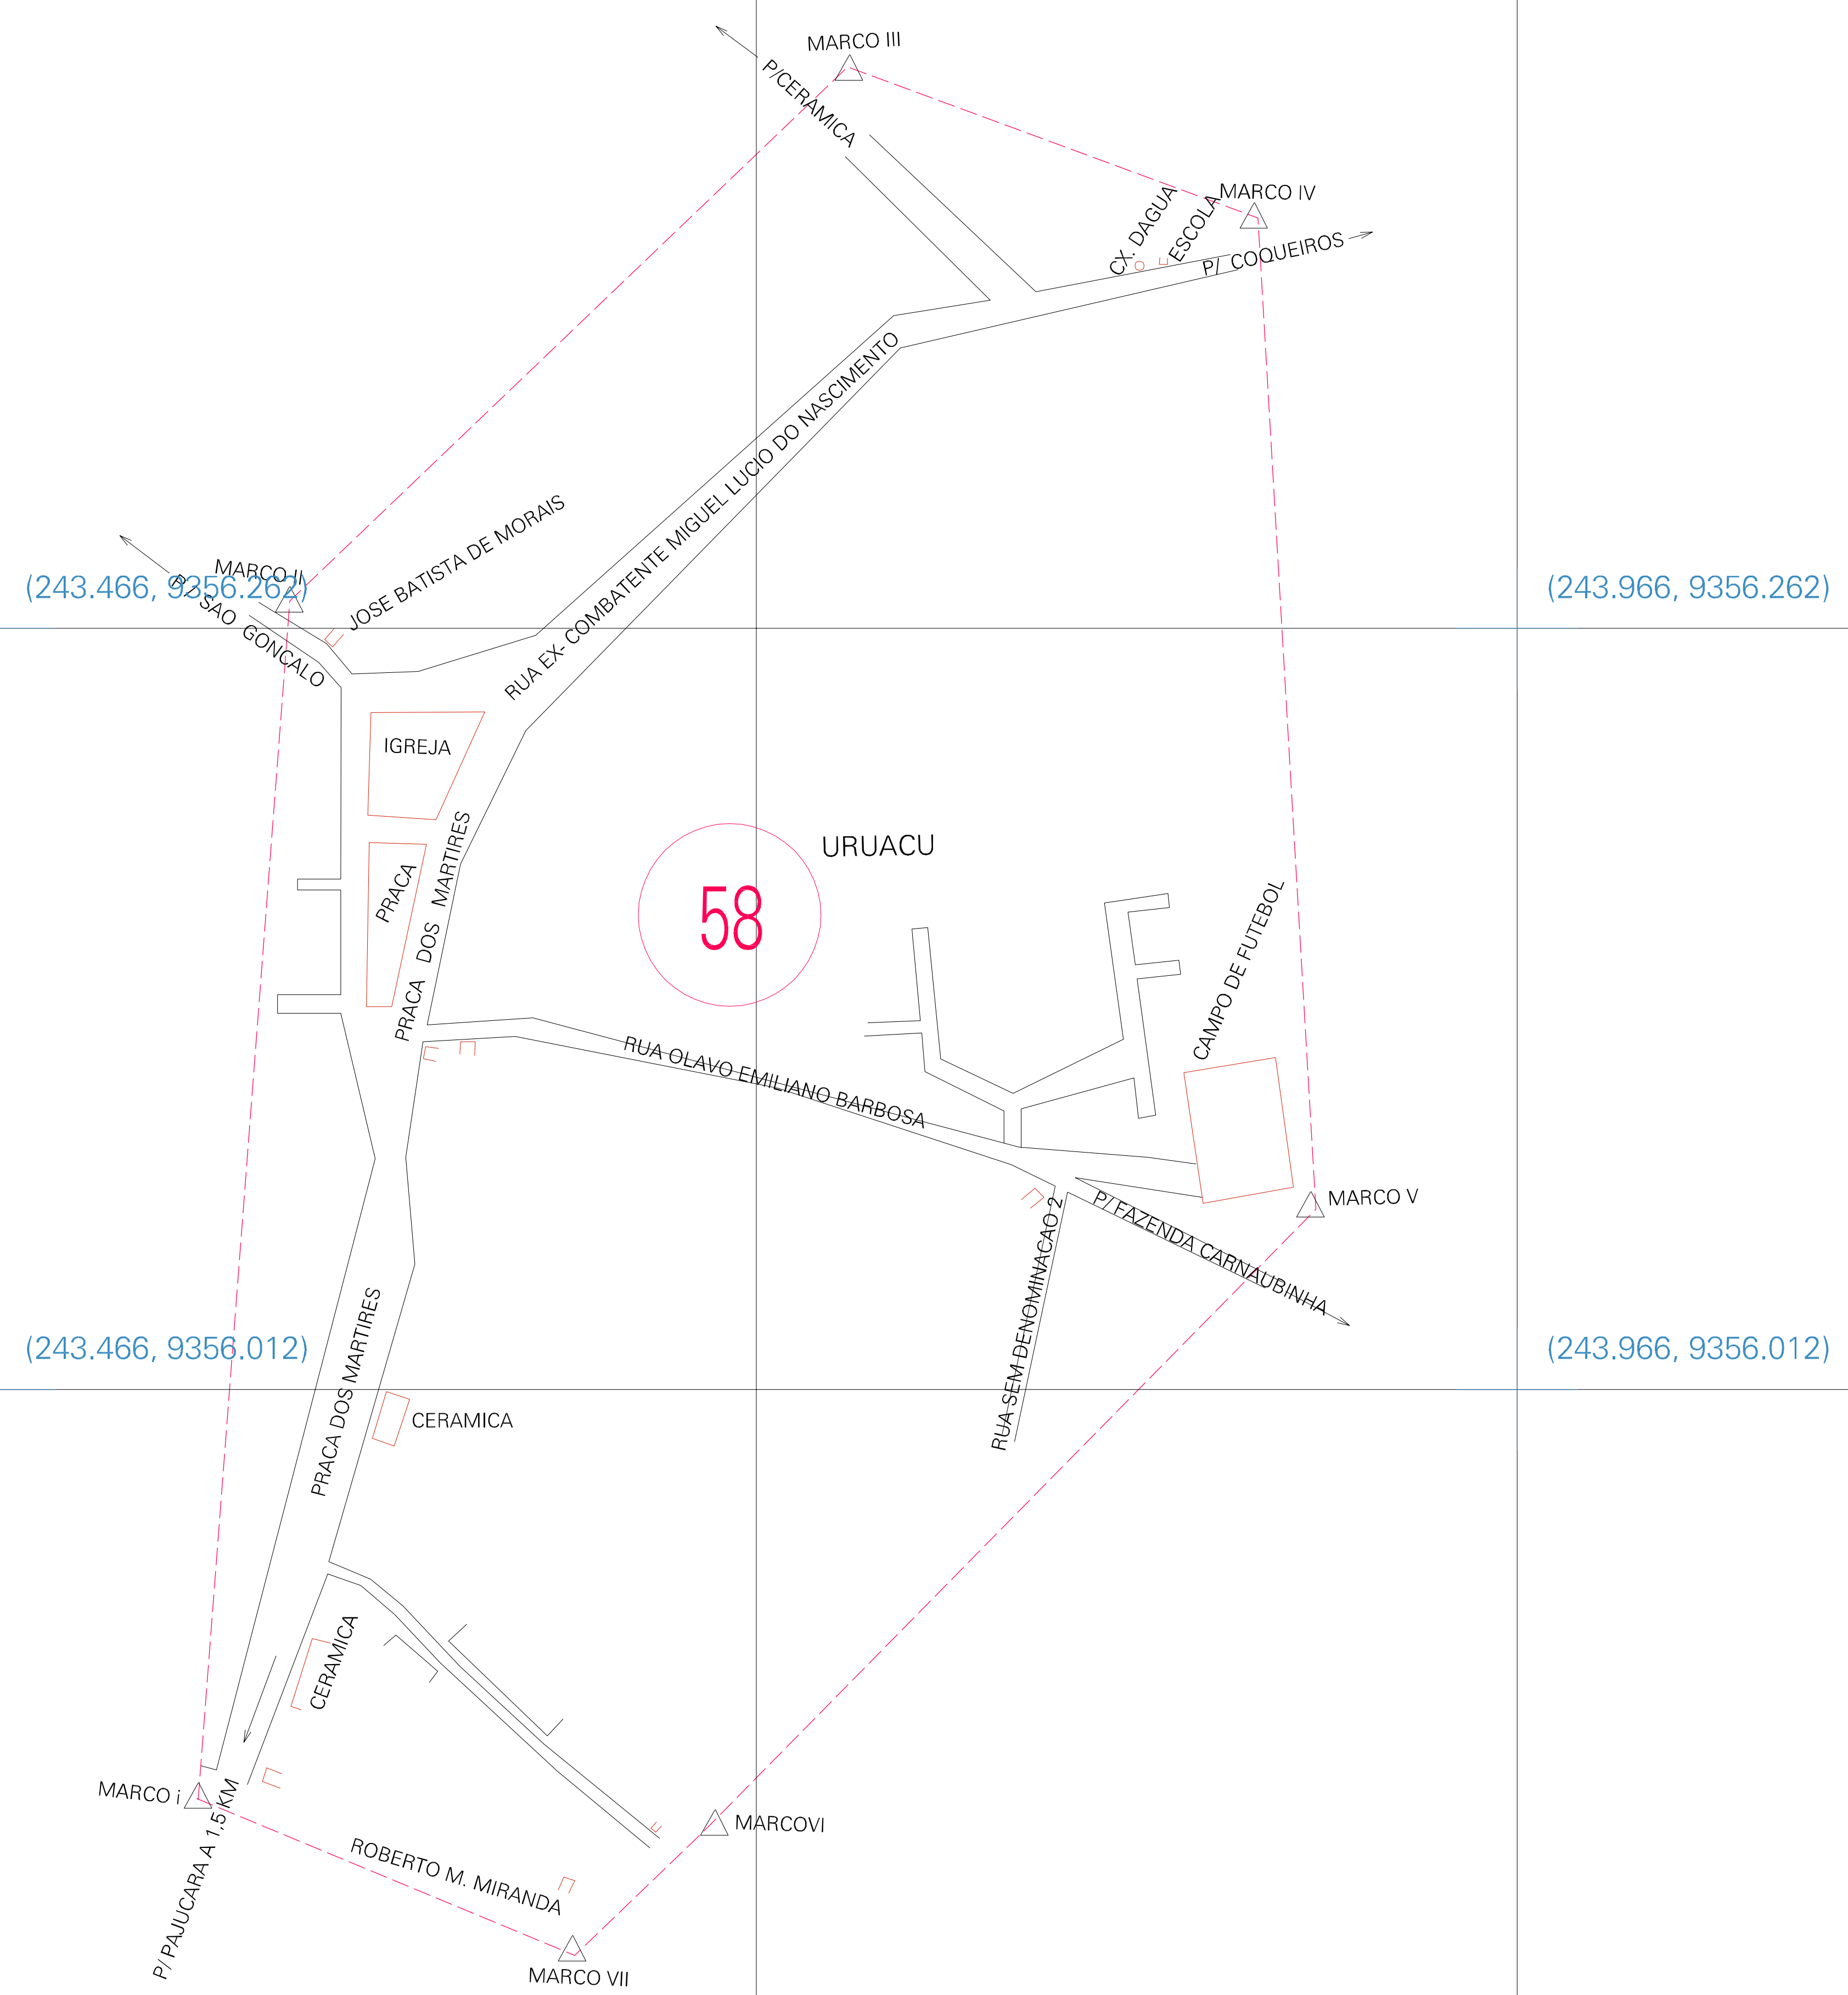 MARCO III
P/CERAMICA
MARCO IV
CX. DAGUA
ESCOLA
P/ COQUEIROS
RUA EX- COMBATENTE MIGUEL LUCIO DO NASCIMENTO
JOSE BATISTA DE MORAIS
MARCO II
(243.466, 9356.262)
(243.966, 9356.262)
P/ SAO GONCALO
IGREJA
PRACA
PRACA DOS MARTIRES
URUACU
58
CAMPO DE FUTEBOL
RUA OLAVO EMILIANO BARBOSA
MARCO V
P/ FAZENDA CARNAUBINHA
RUA SEM DENOMINACAO 2
PRACA DOS MARTIRES
(243.466, 9356.012)
(243.966, 9356.012)
CERAMICA
CERAMICA
MARCO i
P/ PAJUCARA A 1,5 KM
MARCOVI
ROBERTO M. MIRANDA
MARCO VII